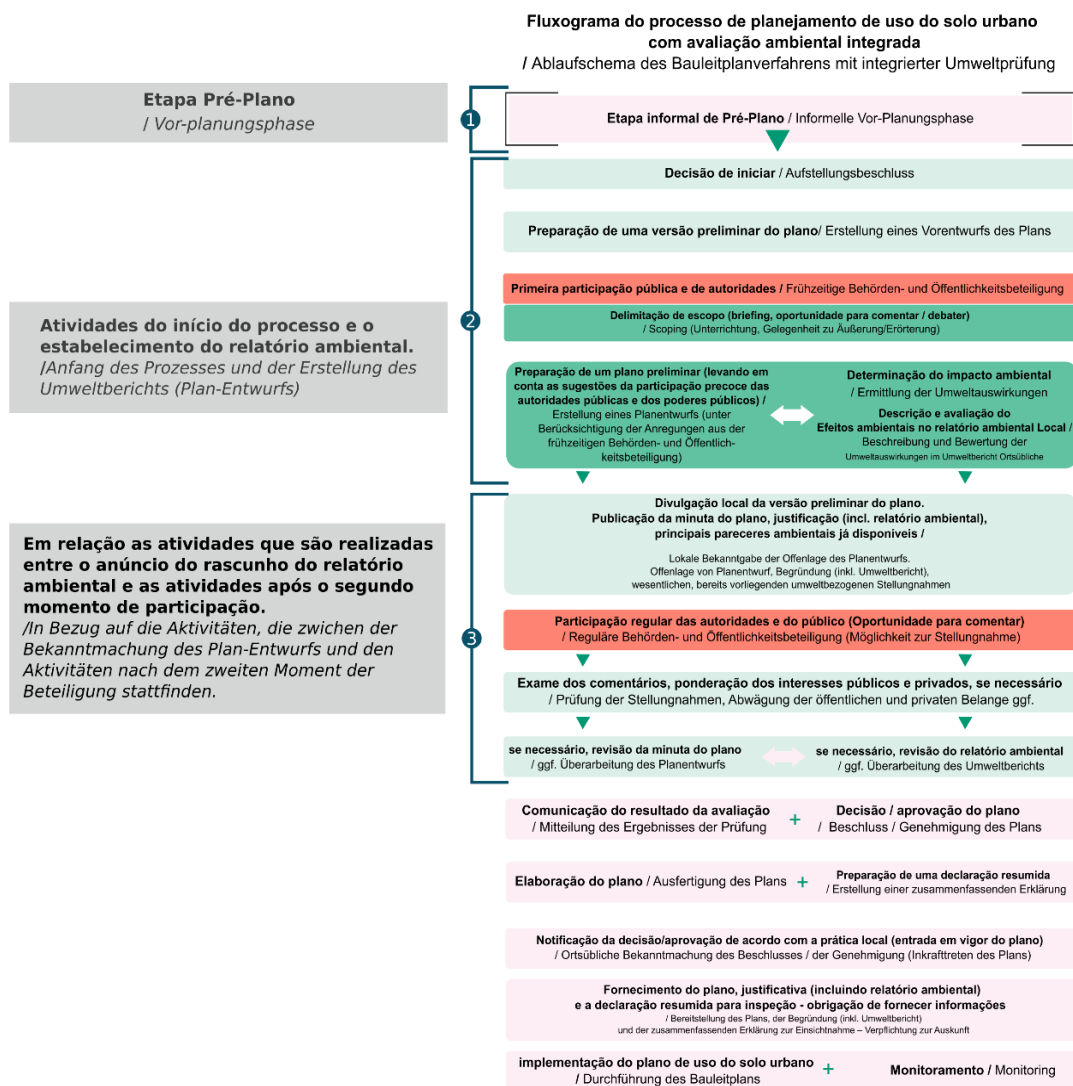 Fluxograma do processo de planejamento de uso do solo urbano
com avaliação ambiental integrada
/ Ablaufschema des Bauleitplanverfahrens mit integrierter Umweltprüfung
Etapa Pré-Plano
/ Vor-planungsphase
1
Etapa informal de Pré-Plano / Informelle Vor-Planungsphase
Decisão de iniciar / Aufstellungsbeschluss
Preparação de uma versão preliminar do plano/ Erstellung eines Vorentwurfs des Plans
Primeira participação pública e de autoridades / Frühzeitige Behörden- und Öffentlichkeitsbeteiligung
Delimitação de escopo (briefing, oportunidade para comentar / debater)
/ Scoping (Unterrichtung, Gelegenheit zu Äußerung/Erörterung)
2
Atividades do início do processo e o
estabelecimento do relatório ambiental.
/Anfang des Prozesses und der Erstellung des
Umweltberichts (Plan-Entwurfs)
Preparação de um plano preliminar (levando em
conta as sugestões da participação precoce das
autoridades públicas e dos poderes públicos) /
Erstellung eines Planentwurfs (unter
Berücksichtigung der Anregungen aus der
frühzeitigen Behörden- und Öffentlich-
keitsbeteiligung)
Determinação do impacto ambiental
/ Ermittlung der Umweltauswirkungen
Descrição e avaliação do
Efeitos ambientais no relatório ambiental Local /
Beschreibung und Bewertung der
Umweltauswirkungen im Umweltbericht Ortsübliche
Divulgação local da versão preliminar do plano.
Publicação da minuta do plano, justificação (incl. relatório ambiental),
principais pareceres ambientais já disponiveis /
Lokale Bekanntgabe der Offenlage des Planentwurfs.
Offenlage von Planentwurf, Begründung (inkl. Umweltbericht),
wesentlichen, bereits vorliegenden umweltbezogenen Stellungnahmen
Em relação as atividades que são realizadas
entre o anúncio do rascunho do relatório
ambiental e as atividades após o segundo
momento de participação.
/In Bezug auf die Aktivitäten, die zwichen der
Bekanntmachung des Plan-Entwurfs und den
Aktivitäten nach dem zweiten Moment der
Beteiligung stattfinden.
3
Participação regular das autoridades e do público (Oportunidade para comentar)
/ Reguläre Behörden- und Öffentlichkeitsbeteiligung (Möglichkeit zur Stellungnahme)
Exame dos comentários, ponderação dos interesses públicos e privados, se necessário
/ Prüfung der Stellungnahmen, Abwägung der öffentlichen und privaten Belange ggf.
se necessário, revisão da minuta do plano
/ ggf. Überarbeitung des Planentwurfs
se necessário, revisão do relatório ambiental
/ ggf. Überarbeitung des Umweltberichts
Comunicação do resultado da avaliação
/ Mitteilung des Ergebnisses der Prüfung
+
Decisão / aprovação do plano
/ Beschluss / Genehmigung des Plans
Elaboração do plano / Ausfertigung des Plans
+
Preparação de uma declaração resumida
/ Erstellung einer zusammenfassenden Erklärung
Notificação da decisão/aprovação de acordo com a prática local (entrada em vigor do plano)
/ Ortsübliche Bekanntmachung des Beschlusses / der Genehmigung (Inkrafttreten des Plans)
Fornecimento do plano, justificativa (incluindo relatório ambiental)
e a declaração resumida para inspeção - obrigação de fornecer informações
/ Bereitstellung des Plans, der Begründung (inkl. Umweltbericht)
und der zusammenfassenden Erklärung zur Einsichtnahme – Verpflichtung zur Auskunft
implementação do plano de uso do solo urbano
/ Durchführung des Bauleitplans
+
Monitoramento / Monitoring